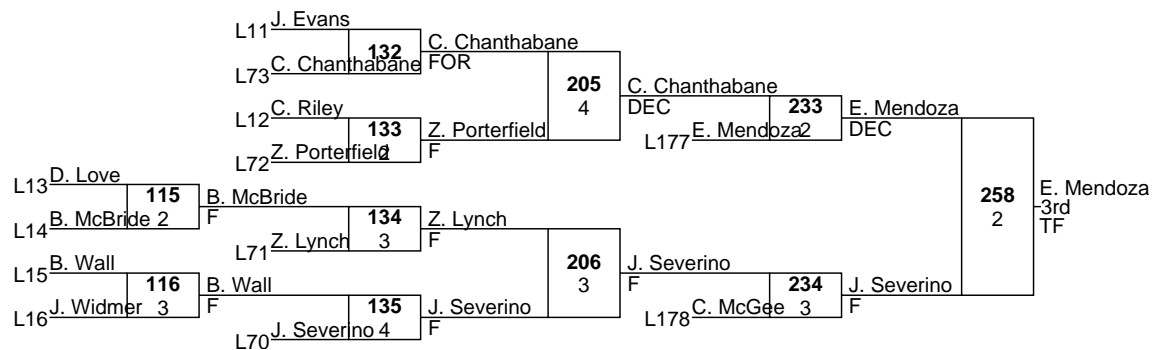 J. Evans
L11
132
C. Chanthabane
FOR
C. Chanthabane
L73
205
4
C. Chanthabane
DEC
C. Riley
L12
133
2
Z. Porterfield
F
Z. Porterfield
L72
233
2
E. Mendoza
DEC
E. Mendoza
L177
D. Love
L13
115
2
B. McBride
F
B. McBride
L14
134
3
Z. Lynch
F
Z. Lynch
L71
258
2
E. Mendoza
3rd
TF
B. Wall
L15
116
3
B. Wall
F
J. Widmer
L16
206
3
J. Severino
F
135
4
J. Severino
F
J. Severino
L70
234
3
J. Severino
F
C. McGee
L178